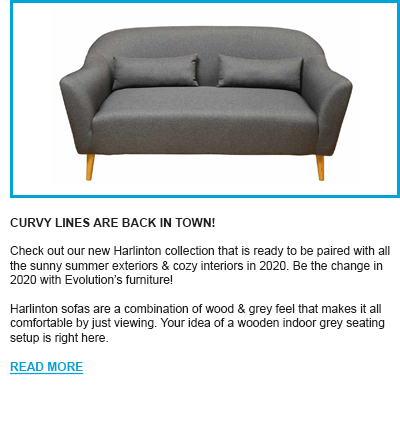 CURVY LINES ARE BACK IN TOWN!
Check out our new Harlinton collection that is ready to be paired with all
the sunny summer exteriors & cozy interiors in 2020. Be the change in
2020 with Evolution's furniture!
Harlinton sofas are a combination of wood & grey feel that makes it all
comfortable by just viewing. Your idea of a wooden indoor grey seating
setup is right here.
READ MORE